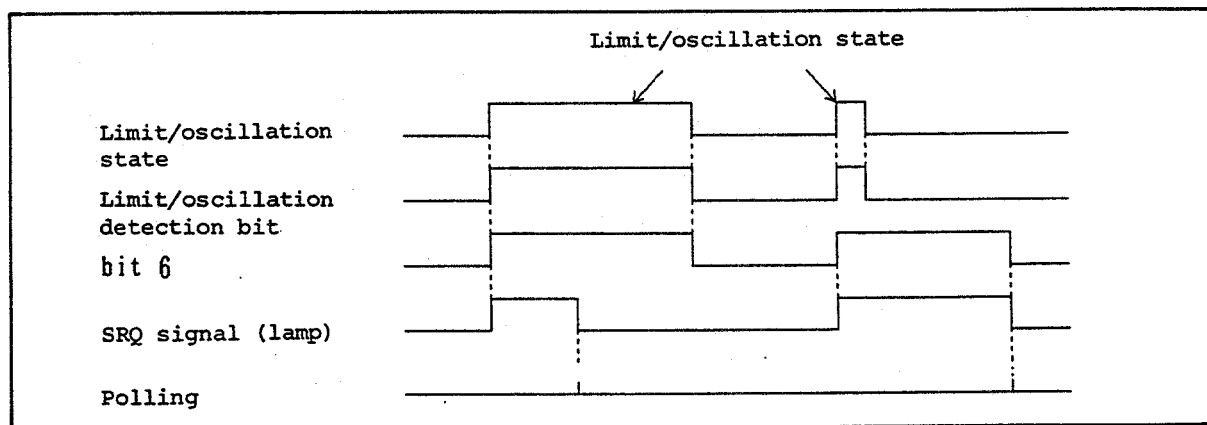 Limit/oscillation state
Limit/oscillation
state
Limit/oscillation
detection bit
bit 6
SRQ signal (lamp)
Polling